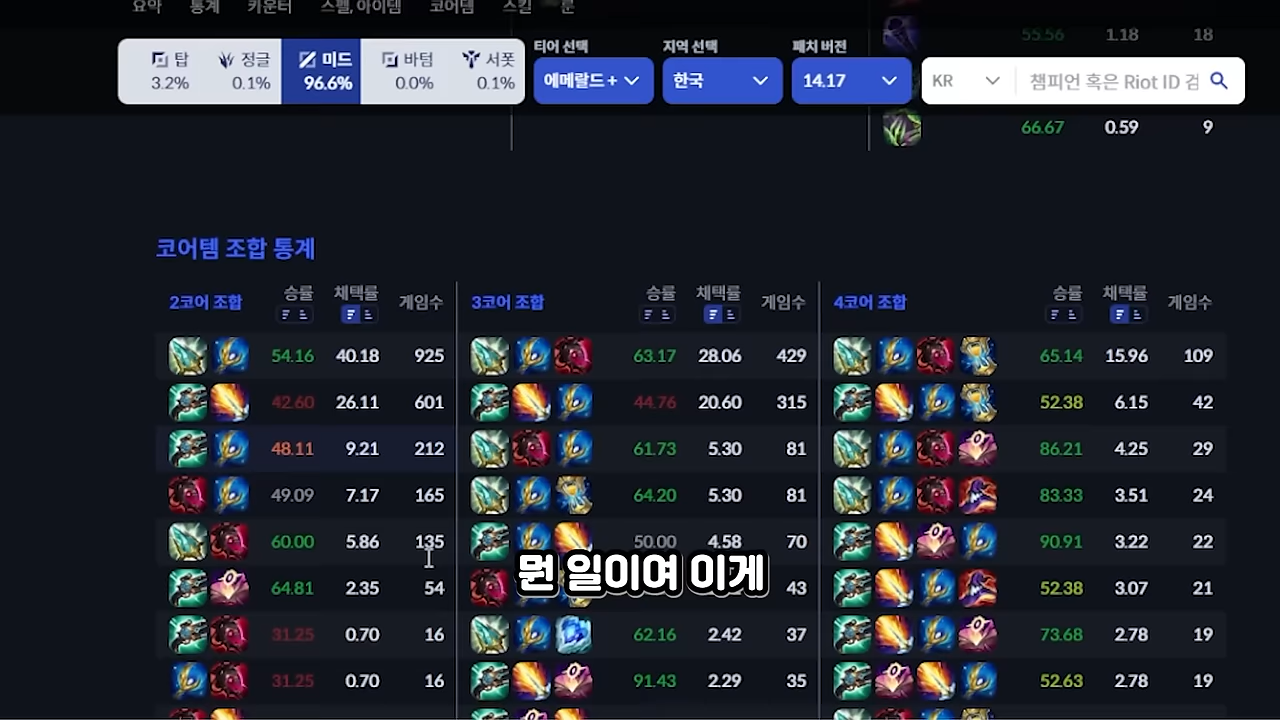 요약 통계 카운터 스펠, 아이템 코어템 스킬 룬
탑 정글 미드 바텀 서폿
3.2% 0.1% 96.6% 0.0% 0.1%
티어 선택 지역 선택 패치 버전
에메랄드 + 한국 14.17 KR 챔피언 혹은 Riot ID 검
55.56 1.18 18
66.67 0.59 9
코어템 조합 통계
2코어 조합 승률 채택률 게임수 3코어 조합 승률 채택률 게임수 4코어 조합 승률 채택률 게임수
54.16 40.18 925 63.17 28.06 429 65.14 15.96 109
42.60 26.11 601 44.76 20.60 315 52.38 6.15 42
48.11 9.21 212 61.73 5.30 81 86.21 4.25 29
49.09 7.17 165 64.20 5.30 81 83.33 3.51 24
60.00 5.86 135 50.00 4.58 70 90.91 3.22 22
뭔 일이여 이게
64.81 2.35 54 43 52.38 3.07 21
31.25 0.70 16 62.16 2.42 37 73.68 2.78 19
31.25 0.70 16 91.43 2.29 35 52.63 2.78 19